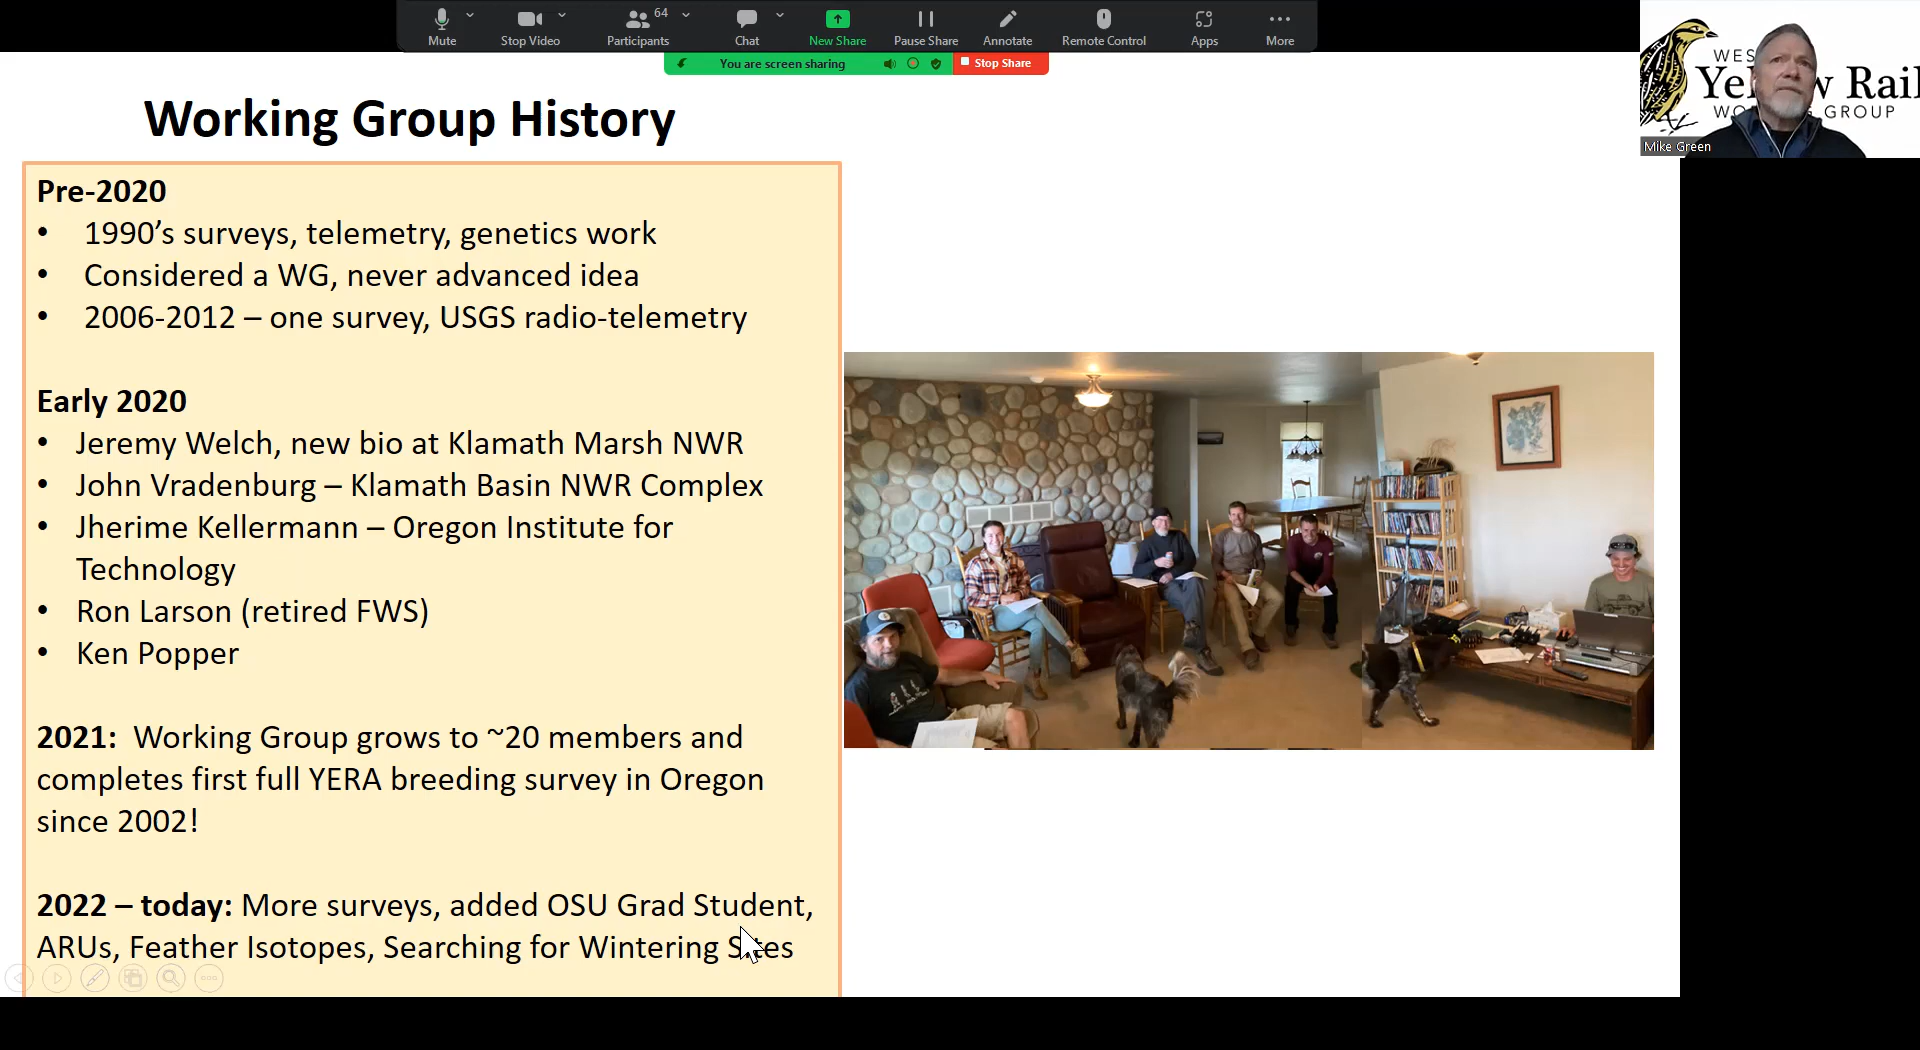 64
Mute
Stop Video
Participants
Chat
New Share
Pause Share
Annotate
Remote Control
Apps
More
You are screen sharing
Stop Share
Rail
GROUP
Mike Green
Working Group History
Pre-2020
• 1990’s surveys, telemetry, genetics work
• Considered a WG, never advanced idea
• 2006-2012 – one survey, USGS radio-telemetry
Early 2020
• Jeremy Welch, new bio at Klamath Marsh NWR
• John Vradenburg – Klamath Basin NWR Complex
• Jherime Kellermann – Oregon Institute for
Technology
• Ron Larson (retired FWS)
• Ken Popper
2021: Working Group grows to ~20 members and
completes first full YERA breeding survey in Oregon
since 2002!
2022 – today: More surveys, added OSU Grad Student,
ARUs, Feather Isotopes, Searching for Wintering Sites